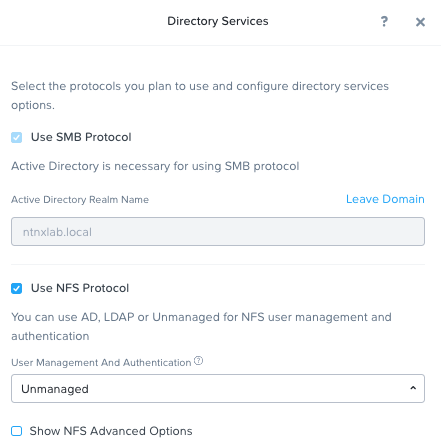 Directory Services
?
Select the protocols you plan to use and configure directory services
options.
Use SMB Protocol
Active Directory is necessary for using SMB protocol
Active Directory Realm Name Leave Domain
ntnxlab.local
Use NFS Protocol
You can use AD, LDAP or Unmanaged for NFS user management and
authentication
User Management And Authentication ?
Unmanaged
Show NFS Advanced Options